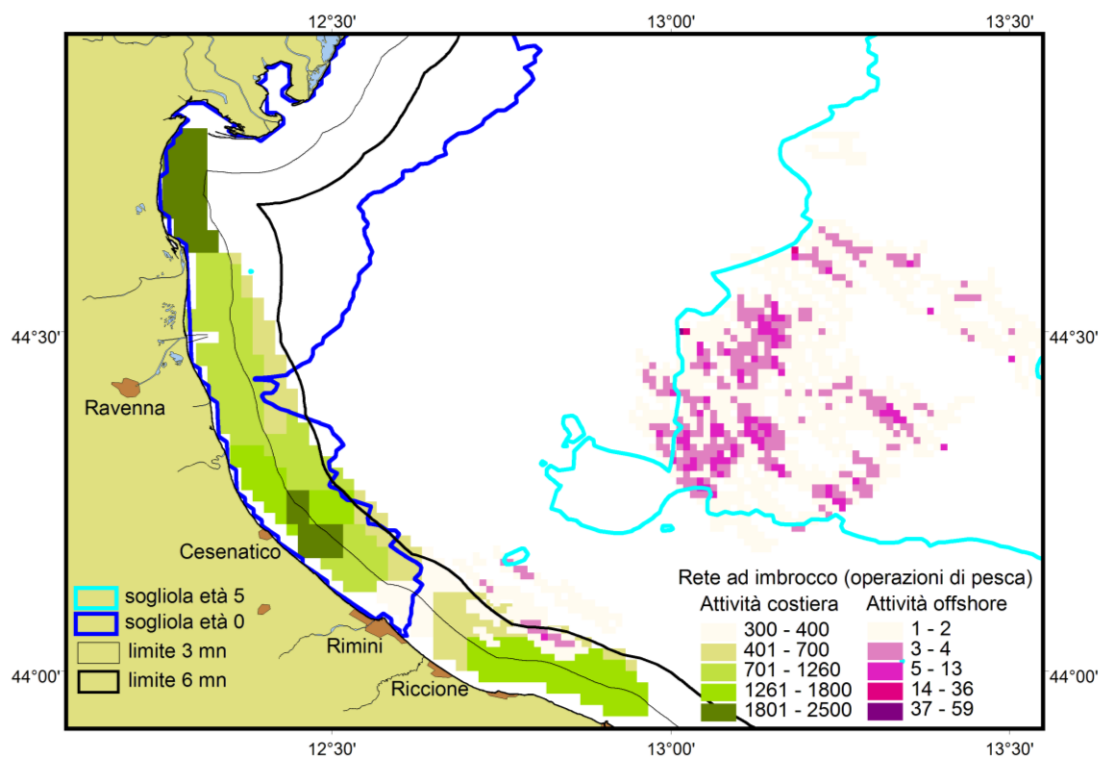 12°30' 13°00' 13°30'
44°30' 44°30'
Ravenna
Cesenatico
Rimini
Riccione
44°00' 44°00'
sogliola età 5
sogliola età 0
limite 3 mn
limite 6 mn
Rete ad imbrocco (operazioni di pesca)
Attività costiera Attività offshore
300 - 400 1 - 2
401 - 700 3 - 4
701 - 1260 5 - 13
1261 - 1800 14 - 36
1801 - 2500 37 - 59
12°30' 13°00' 13°30'